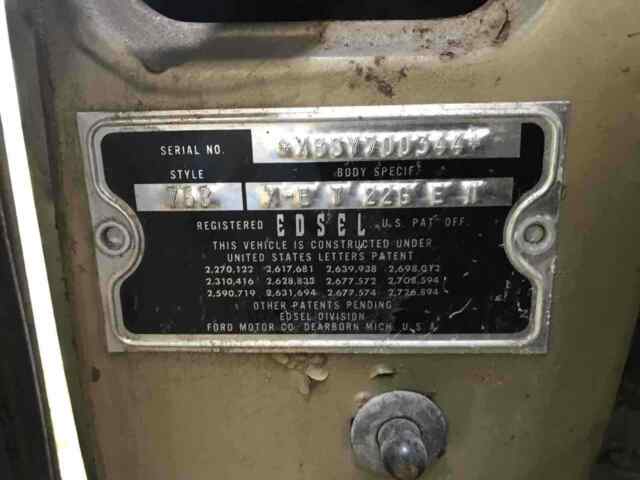 SERIAL NO. *X8SY700344*
STYLE BODY SPECIF.
76B 22G
REGISTERED EDSEL U.S. PAT OFF.
THIS VEHICLE IS CONSTRUCTED UNDER
UNITED STATES LETTERS PATENT
2,270,122 2,617,681 2,639,938 2,698,012
2,310,416 2,628,833 2,677,572 2,708,594
2,590,719 2,631,694 2,677,574 2,726,894
OTHER PATENTS PENDING
EDSEL DIVISION
FORD MOTOR CO. DEARBORN MICH. U.S.A.